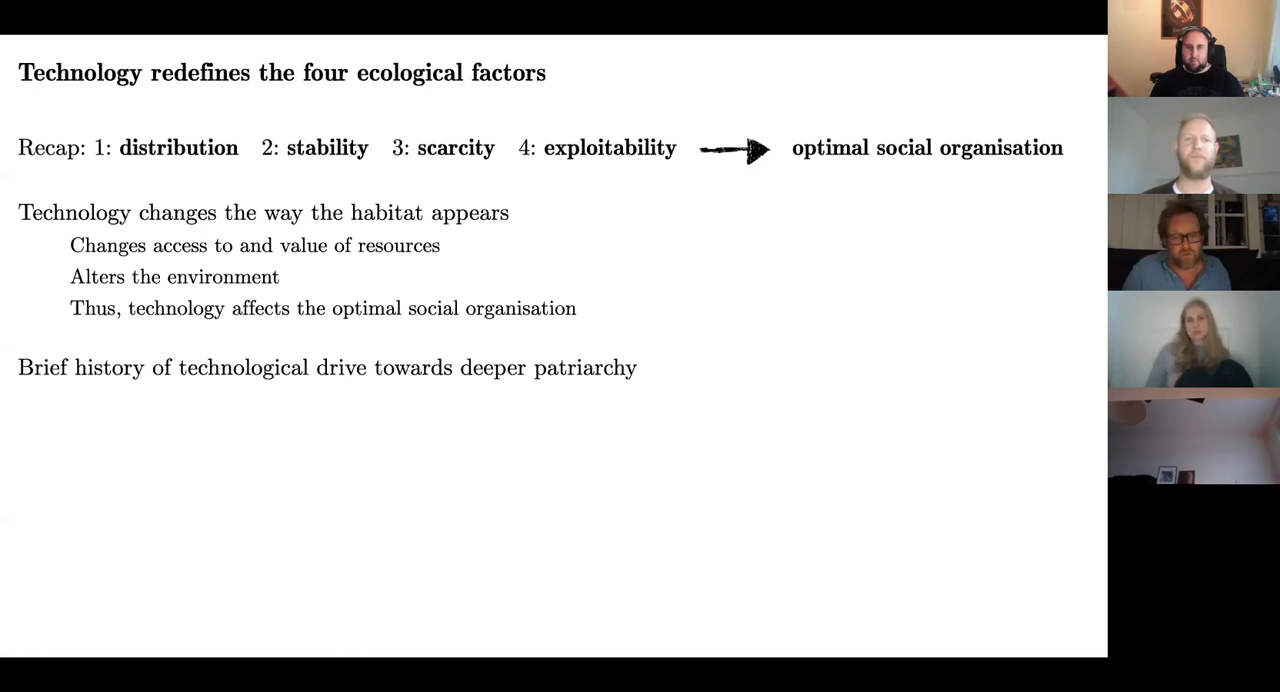 Technology redefines the four ecological factors
Recap: 1: distribution 2: stability 3: scarcity 4: exploitability optimal social organisation
Technology changes the way the habitat appears
Changes access to and value of resources
Alters the environment
Thus, technology affects the optimal social organisation
Brief history of technological drive towards deeper patriarchy